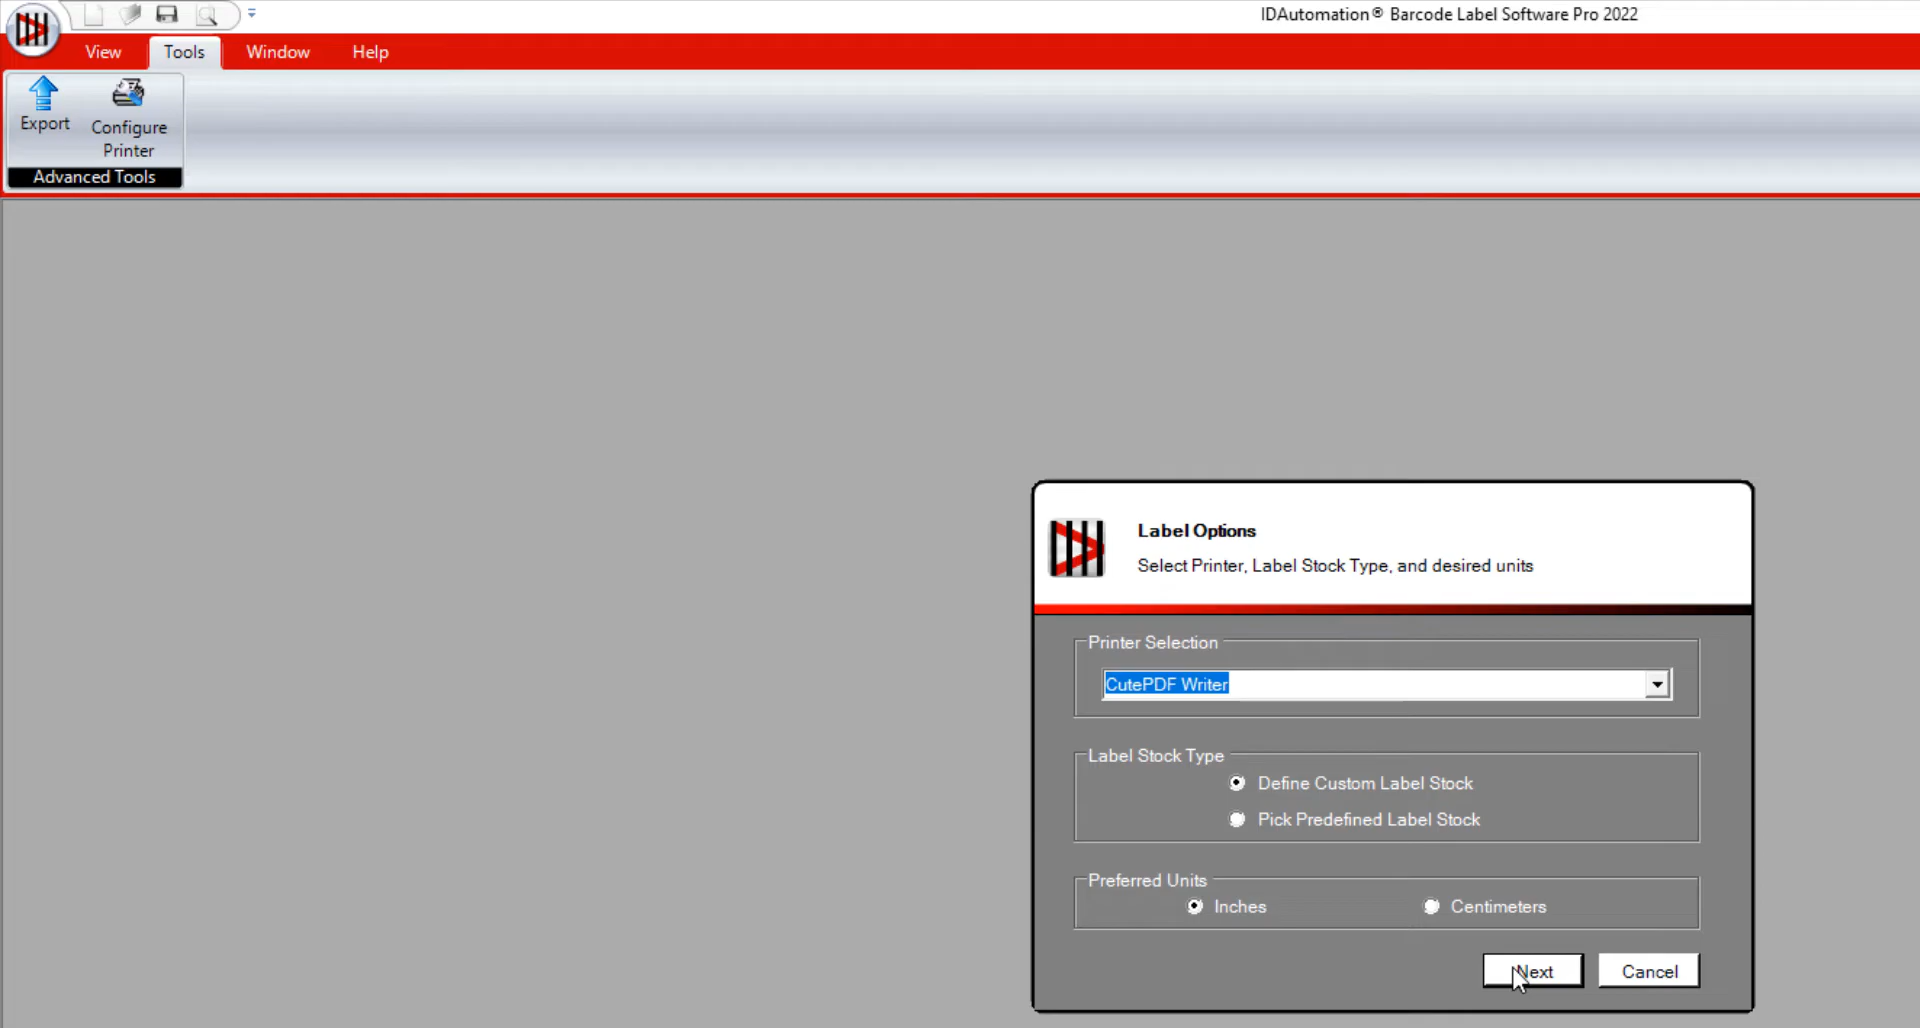 IDAutomation® Barcode Label Software Pro 2022
View Tools Window Help
Export Configure Printer
Advanced Tools
Label Options
Select Printer, Label Stock Type, and desired units
Printer Selection
CutePDF Writer
Label Stock Type
Define Custom Label Stock
Pick Predefined Label Stock
Preferred Units
Inches Centimeters
Next Cancel